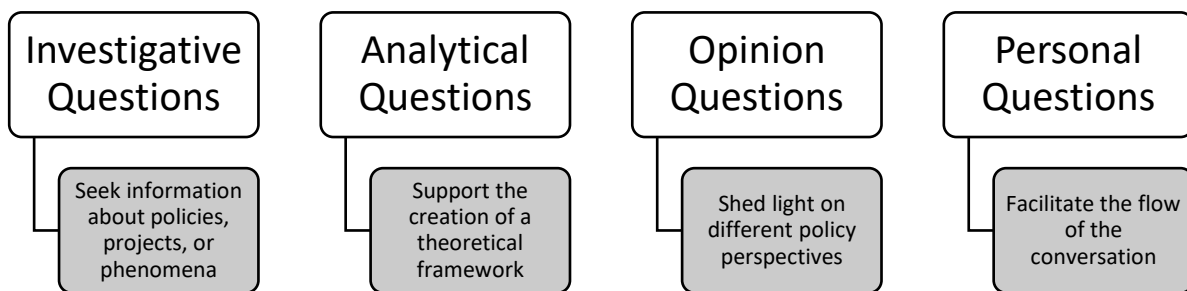 Investigative
Questions
Seek information
about policies,
projects, or
phenomena
Analytical
Questions
Support the
creation of a
theoretical
framework
Opinion
Questions
Shed light on
different policy
perspectives
Personal
Questions
Facilitate the flow
of the
conversation